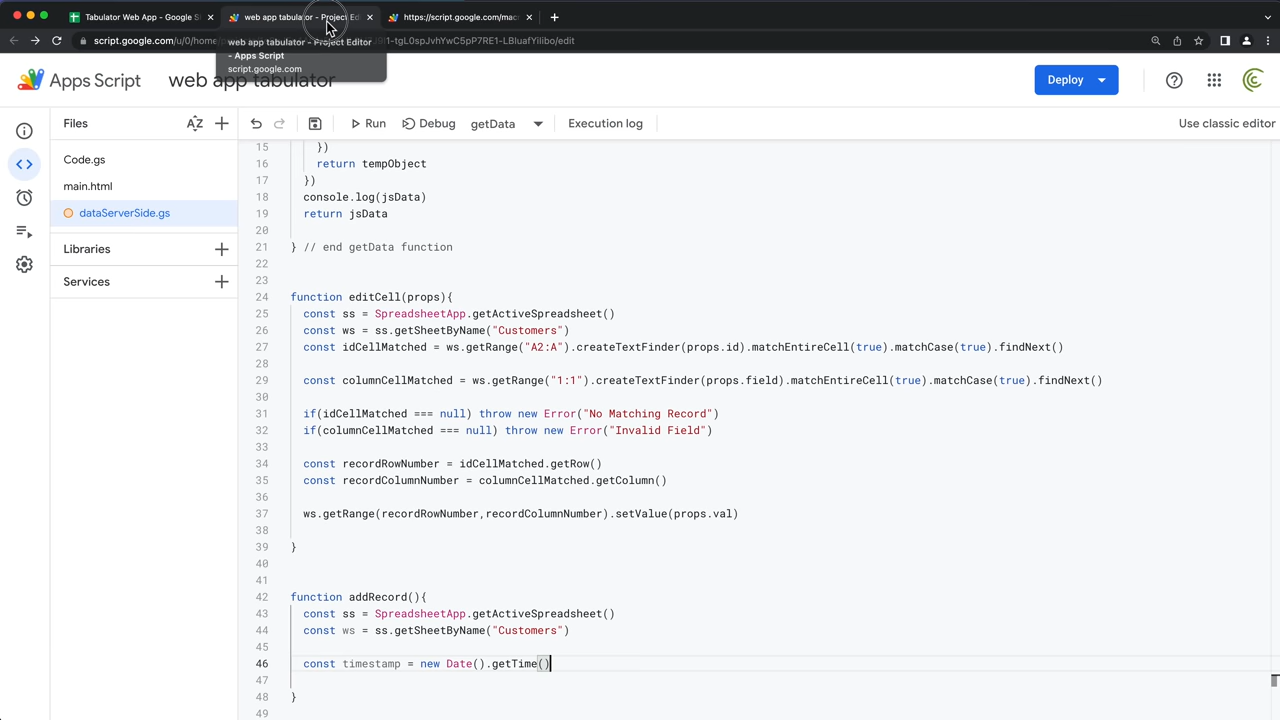 Tabulator Web App - Google S
web app tabulator - Project Ed
https://script.google.com/mac
script.google.com/u/0/home/
-tgL0spJvhYwC5pP7RE1-LBIuafYilibo/edit
web app tabulator - Project Editor
- Apps Script
script.google.com
Apps Script
web app tabulator
Deploy
Files
AZ
Run
Debug
getData
Execution log
Use classic editor
Code.gs
main.html
dataServerSide.gs
Libraries
Services
15 })
16 return tempObject
17 })
18 console.log(jsData)
19 return jsData
20
21 } // end getData function
22
23
24 function editCell(props){
25 const ss = SpreadsheetApp.getActiveSpreadsheet()
26 const ws = ss.getSheetByName("Customers")
27 const idCellMatched = ws.getRange("A2:A").createTextFinder(props.id).matchEntireCell(true).matchCase(true).findNext()
28
29 const columnCellMatched = ws.getRange("1:1").createTextFinder(props.field).matchEntireCell(true).matchCase(true).findNext()
30
31 if(idCellMatched === null) throw new Error("No Matching Record")
32 if(columnCellMatched === null) throw new Error("Invalid Field")
33
34 const recordRowNumber = idCellMatched.getRow()
35 const recordColumnNumber = columnCellMatched.getColumn()
36
37 ws.getRange(recordRowNumber,recordColumnNumber).setValue(props.val)
38
39 }
40
41
42 function addRecord(){
43 const ss = SpreadsheetApp.getActiveSpreadsheet()
44 const ws = ss.getSheetByName("Customers")
45
46 const timestamp = new Date().getTime()
47
48 }
49